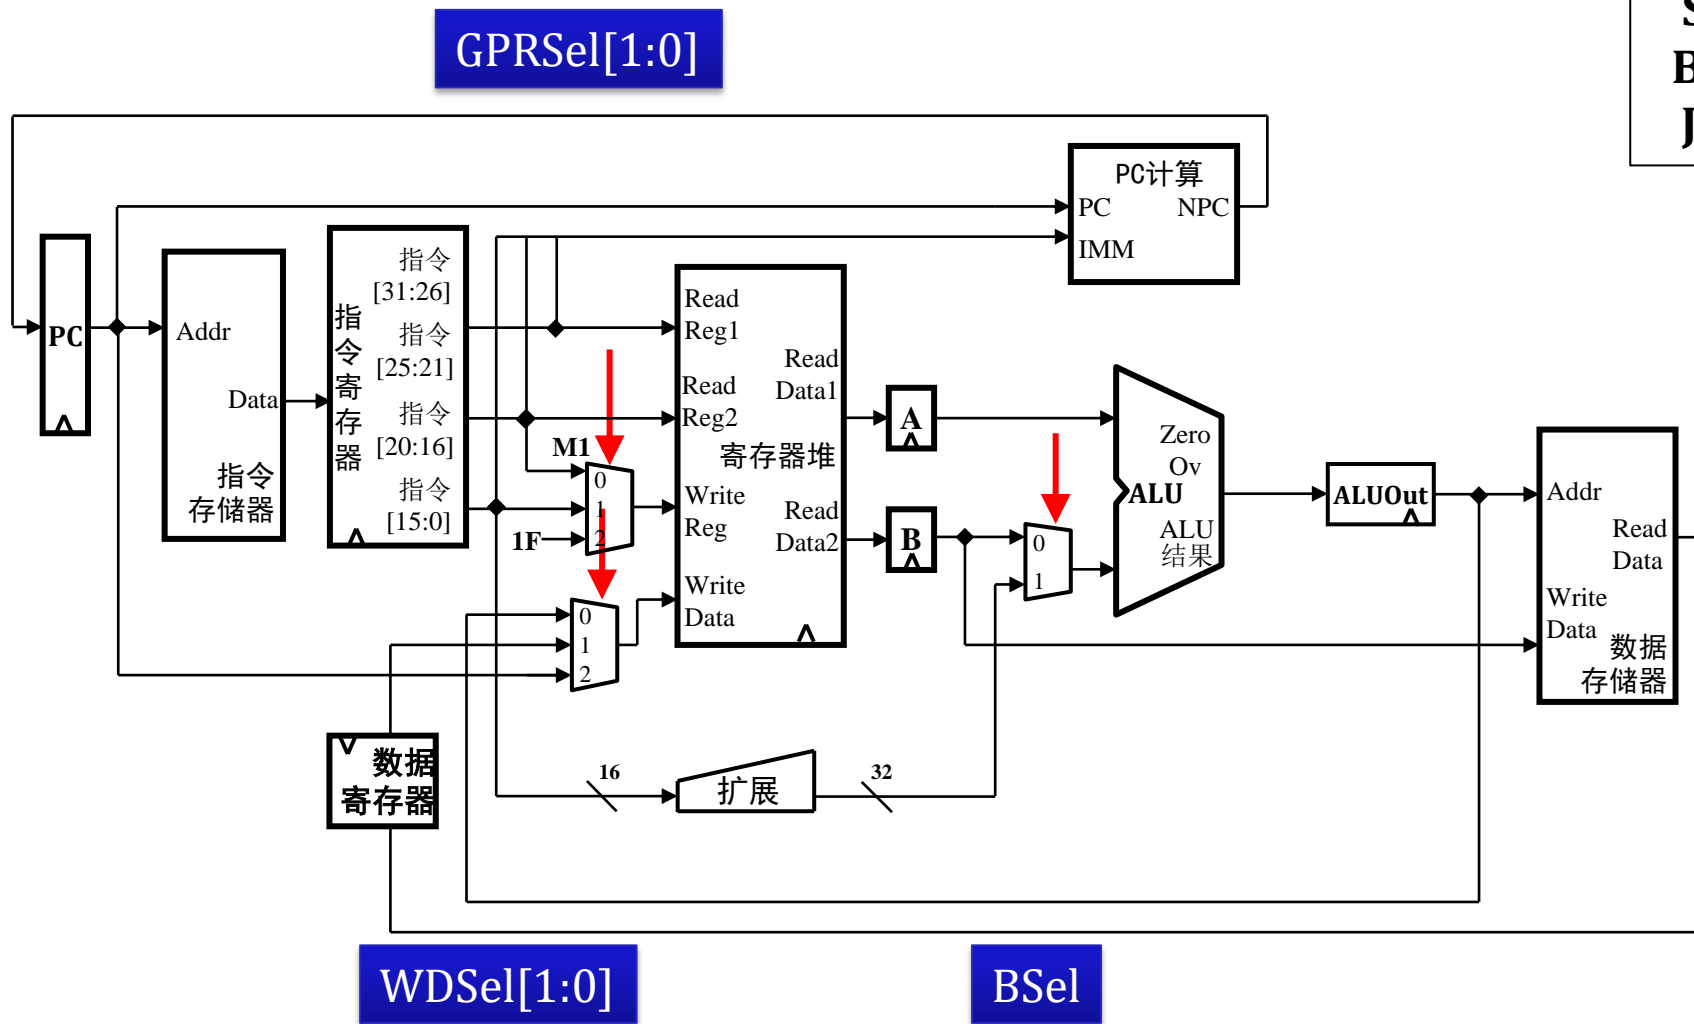 GPRSel[1:0]
S
B
J
PC计算
PC
NPC
IMM
PC
Addr
Data
指令
存储器
指令寄存器
指令
[31:26]
指令
[25:21]
指令
[20:16]
指令
[15:0]
M1
0
1
2
1F
0
1
2
Read
Reg1
Read
Reg2
Write
Reg
Write
Data
Read
Data1
寄存器堆
Read
Data2
A
B
0
1
Zero
Ov
ALU
ALU
结果
ALUOut
Addr
Read
Data
Write
Data
数据
存储器
数据
寄存器
16
扩展
32
WDSel[1:0]
BSel